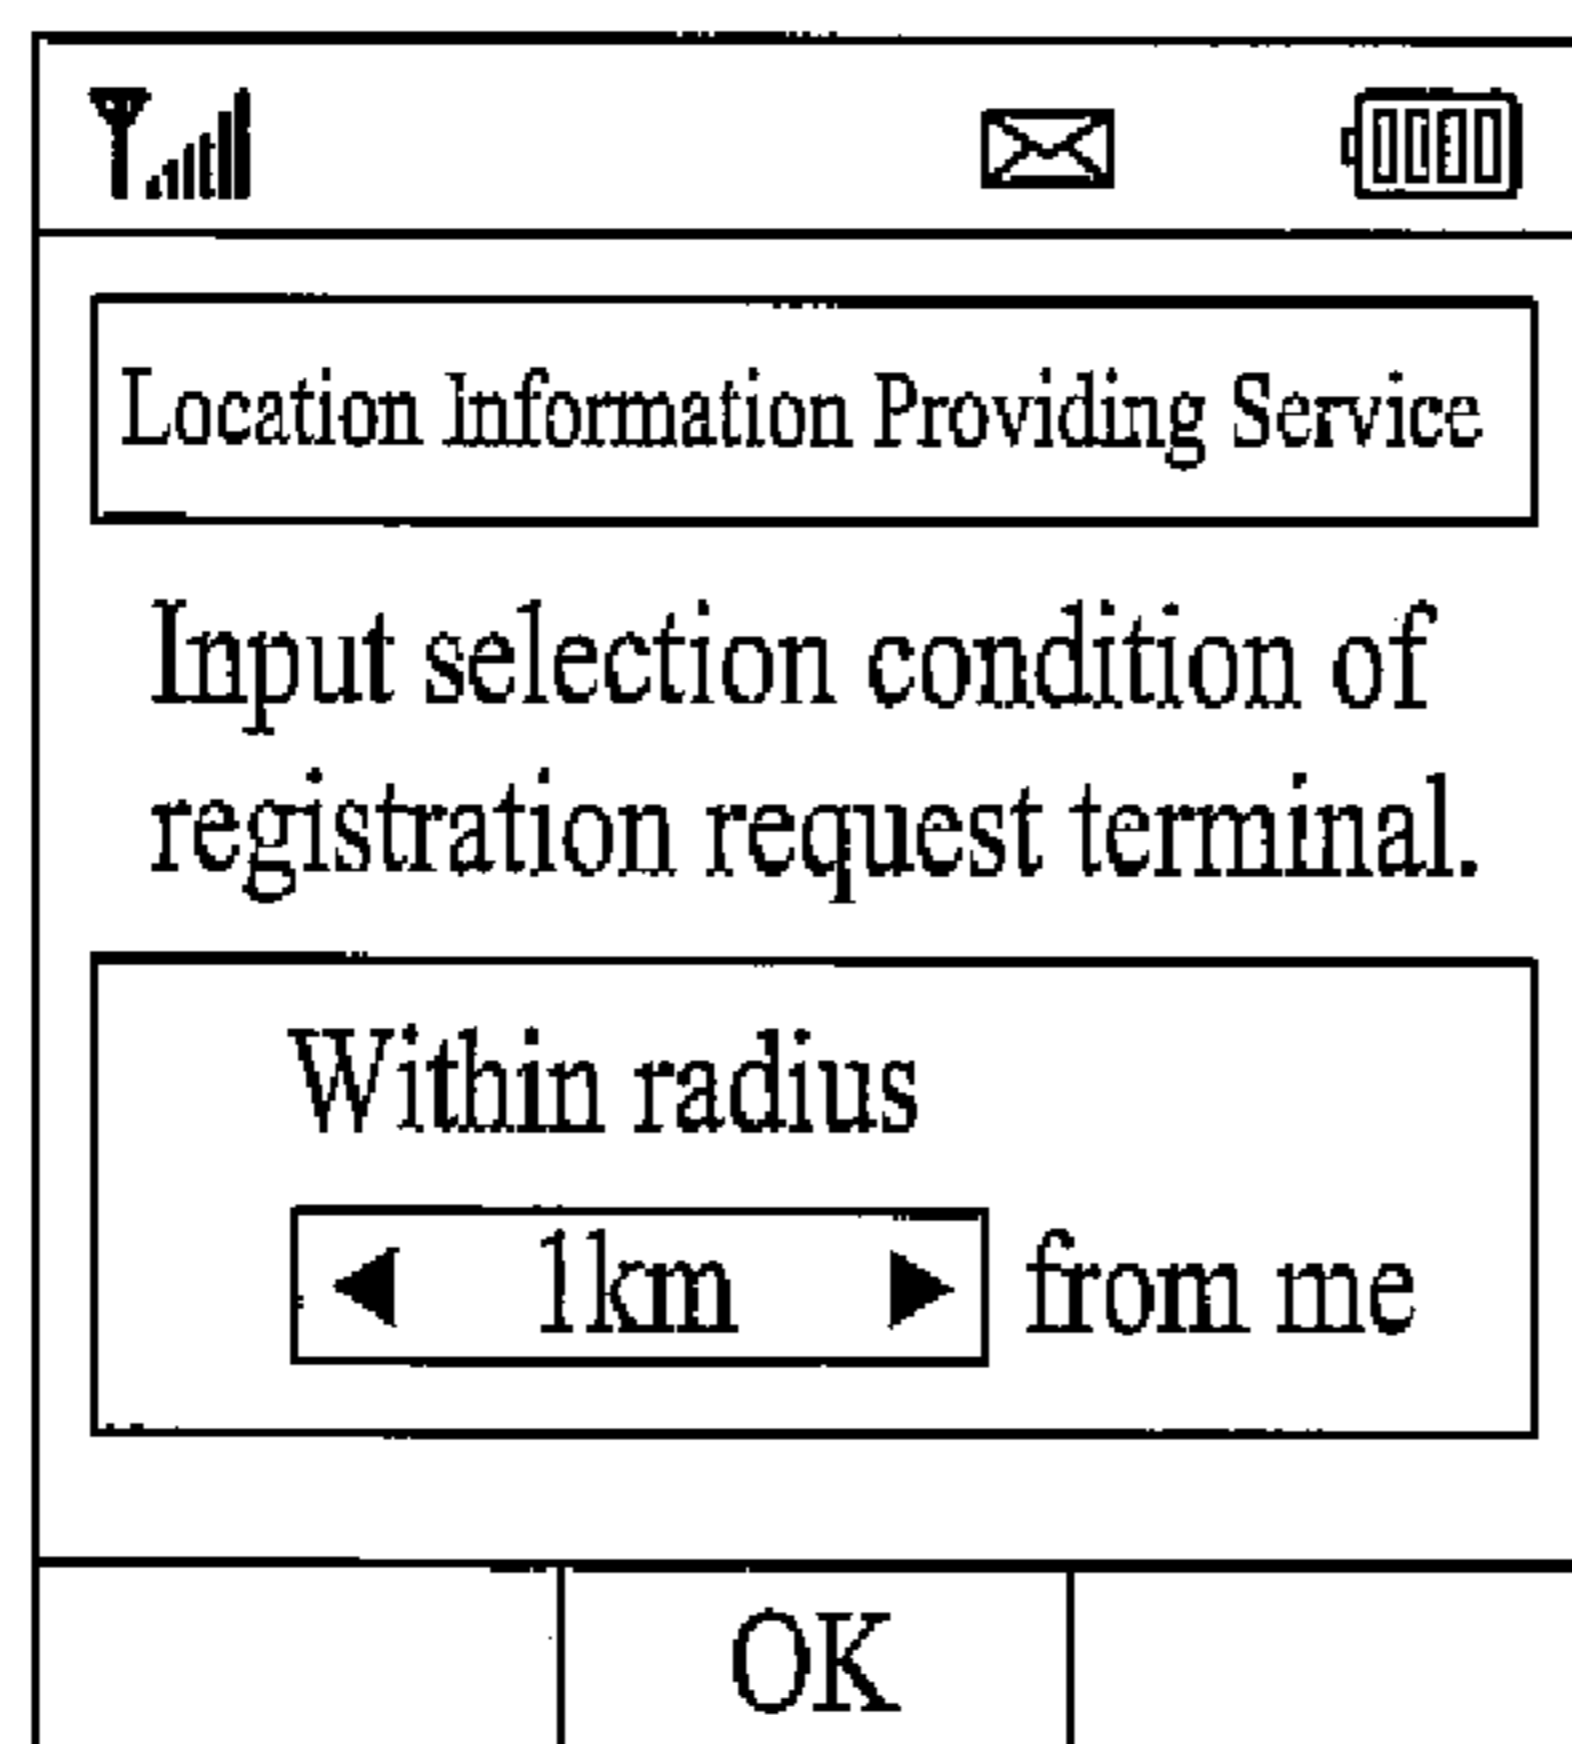 Location Information Providing Service
Input selection condition of
registration request terminal.
Within radius
◀ 1km ▶ from me
OK